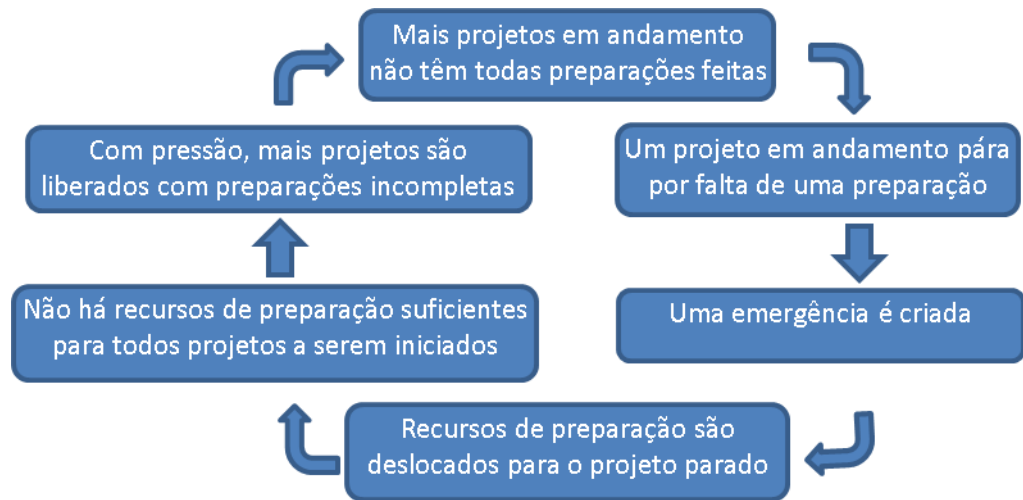 Mais projetos em andamento
não têm todas preparações feitas
Um projeto em andamento pára
por falta de uma preparação
Uma emergência é criada
Recursos de preparação são
deslocados para o projeto parado
Não há recursos de preparação suficientes
para todos projetos a serem iniciados
Com pressão, mais projetos são
liberados com preparações incompletas